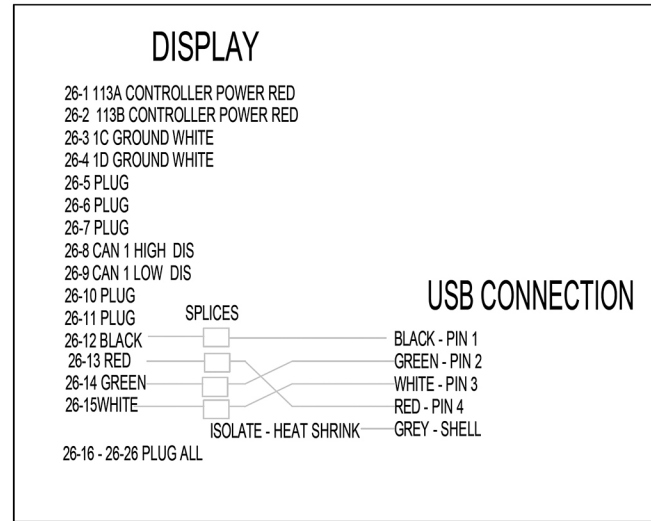 DISPLAY
26-1 113A CONTROLLER POWER RED
26-2 113B CONTROLLER POWER RED
26-3 1C GROUND WHITE
26-4 1D GROUND WHITE
26-5 PLUG
26-6 PLUG
26-7 PLUG
26-8 CAN 1 HIGH DIS
26-9 CAN 1 LOW DIS
26-10 PLUG
26-11 PLUG
26-12 BLACK
26-13 RED
26-14 GREEN
26-15WHITE
26-16 - 26-26 PLUG ALL
SPLICES
USB CONNECTION
BLACK - PIN 1
GREEN - PIN 2
WHITE - PIN 3
RED - PIN 4
ISOLATE - HEAT SHRINK GREY - SHELL